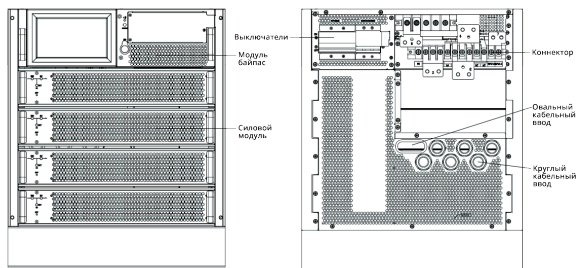 Выключатели
Модуль
байпас
Силовой
модуль
Коннектор
Овальный
кабельный
ввод
Круглый
кабельный
ввод